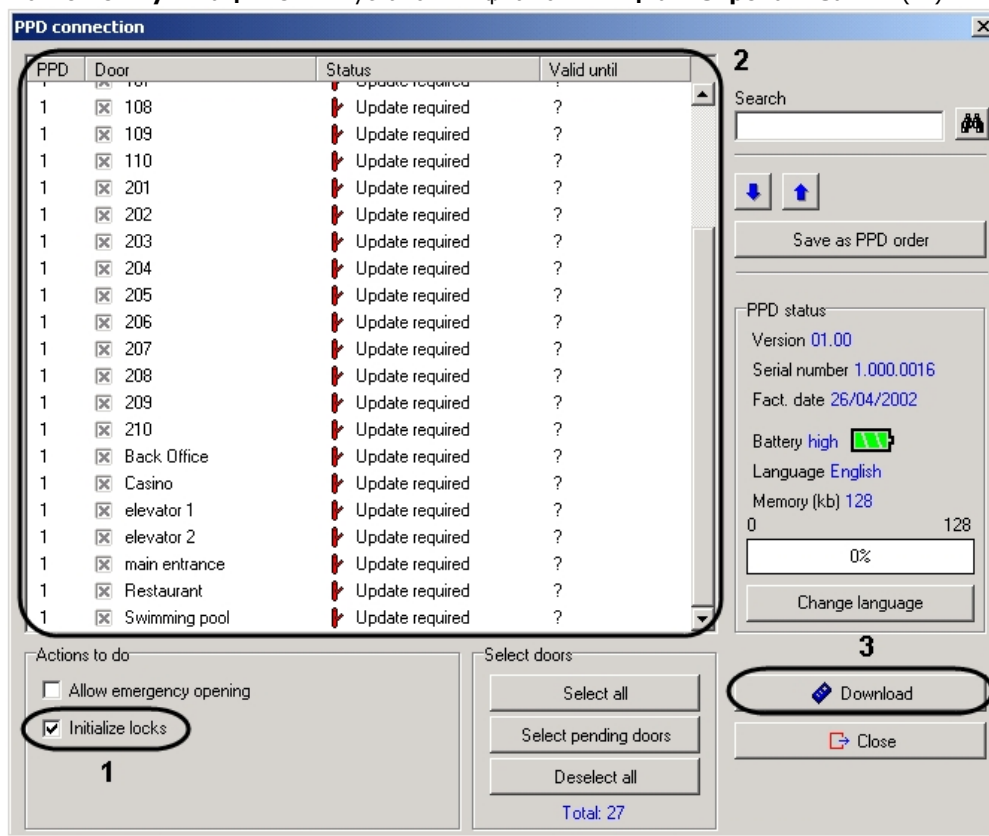 PPD connection
PPD Door Status Valid until
1 108 Update required ?
1 109 Update required ?
1 110 Update required ?
1 201 Update required ?
1 202 Update required ?
1 203 Update required ?
1 204 Update required ?
1 205 Update required ?
1 206 Update required ?
1 207 Update required ?
1 208 Update required ?
1 209 Update required ?
1 210 Update required ?
1 Back Office Update required ?
1 Casino Update required ?
1 elevator 1 Update required ?
1 elevator 2 Update required ?
1 main entrance Update required ?
1 Restaurant Update required ?
1 Swimming pool Update required ?
2
Search
Save as PPD order
PPD status
Version 01.00
Serial number 1.000.0016
Fact. date 26/04/2002
Battery high
Language English
Memory (kb) 128
0 128
0%
Change language
Actions to do
Allow emergency opening
Initialize locks
1
Select doors
Select all
Select pending doors
Deselect all
Total: 27
3
Download
Close